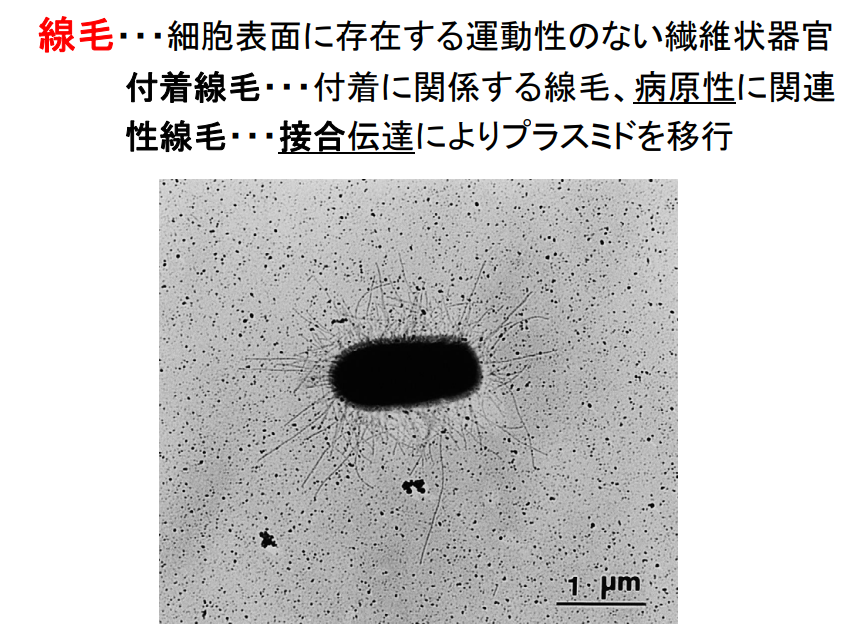 線毛・・・細胞表面に存在する運動性のない繊維状器官
付着線毛・・・付着に関係する線毛、病原性に関連
性線毛・・・接合伝達によりプラスミドを移行
1 μm